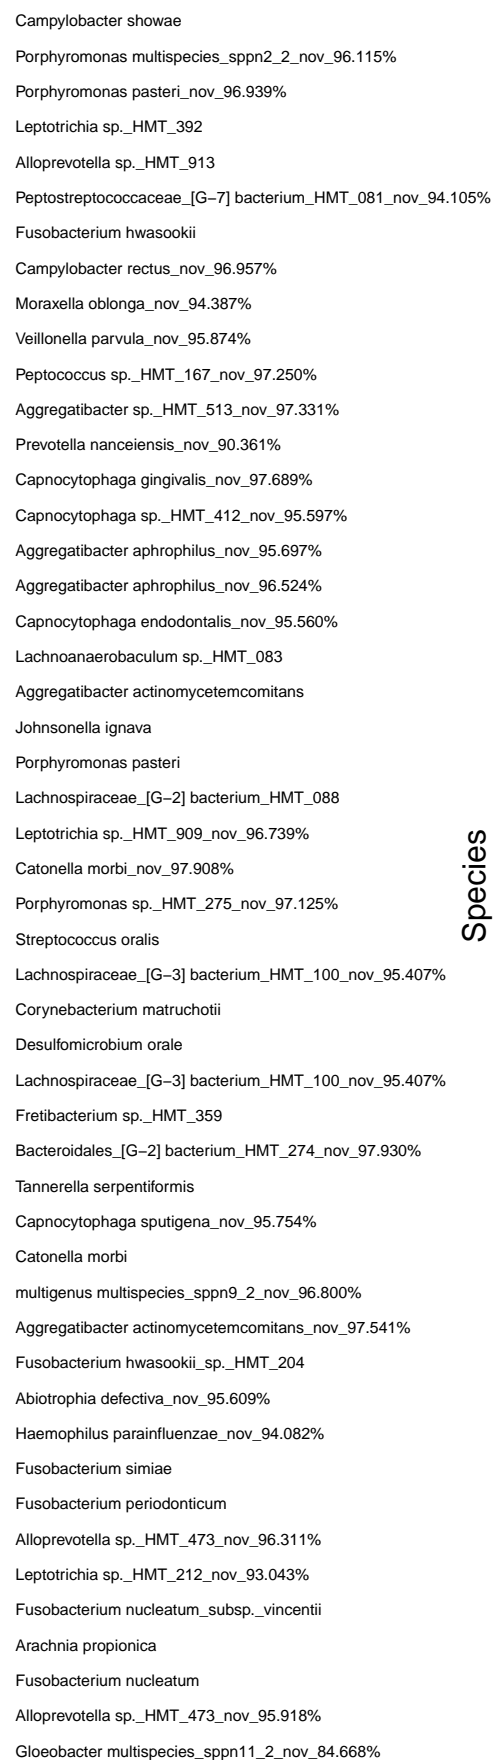 Campylobacter showae
Porphyromonas multispecies_sppn2_2_nov_96.115%
Porphyromonas pasteri_nov_96.939%
Leptotrichia sp._HMT_392
Alloprevotella sp._HMT_913
Peptostreptococcaceae_[G−7] bacterium_HMT_081_nov_94.105%
Fusobacterium hwasookii
Campylobacter rectus_nov_96.957%
Moraxella oblonga_nov_94.387%
Veillonella parvula_nov_95.874%
Peptococcus sp._HMT_167_nov_97.250%
Aggregatibacter sp._HMT_513_nov_97.331%
Prevotella nanceiensis_nov_90.361%
Capnocytophaga gingivalis_nov_97.689%
Capnocytophaga sp._HMT_412_nov_95.597%
Aggregatibacter aphrophilus_nov_95.697%
Aggregatibacter aphrophilus_nov_96.524%
Capnocytophaga endodontalis_nov_95.560%
Lachnoanaerobaculum sp._HMT_083
Aggregatibacter actinomycetemcomitans
Johnsonella ignava
Porphyromonas pasteri
Lachnospiraceae_[G−2] bacterium_HMT_088
Leptotrichia sp._HMT_909_nov_96.739%
Catonella morbi_nov_97.908%
Porphyromonas sp._HMT_275_nov_97.125%
Streptococcus oralis
Lachnospiraceae_[G−3] bacterium_HMT_100_nov_95.407%
Corynebacterium matruchotii
Desulfomicrobium orale
Lachnospiraceae_[G−3] bacterium_HMT_100_nov_95.407%
Fretibacterium sp._HMT_359
Bacteroidales_[G−2] bacterium_HMT_274_nov_97.930%
Tannerella serpentiformis
Capnocytophaga sputigena_nov_95.754%
Catonella morbi
multigenus multispecies_sppn9_2_nov_96.800%
Aggregatibacter actinomycetemcomitans_nov_97.541%
Fusobacterium hwasookii_sp._HMT_204
Abiotrophia defectiva_nov_95.609%
Haemophilus parainfluenzae_nov_94.082%
Fusobacterium simiae
Fusobacterium periodonticum
Alloprevotella sp._HMT_473_nov_96.311%
Leptotrichia sp._HMT_212_nov_93.043%
Fusobacterium nucleatum_subsp._vincentii
Arachnia propionica
Fusobacterium nucleatum
Alloprevotella sp._HMT_473_nov_95.918%
Gloeobacter multispecies_sppn11_2_nov_84.668%
Species